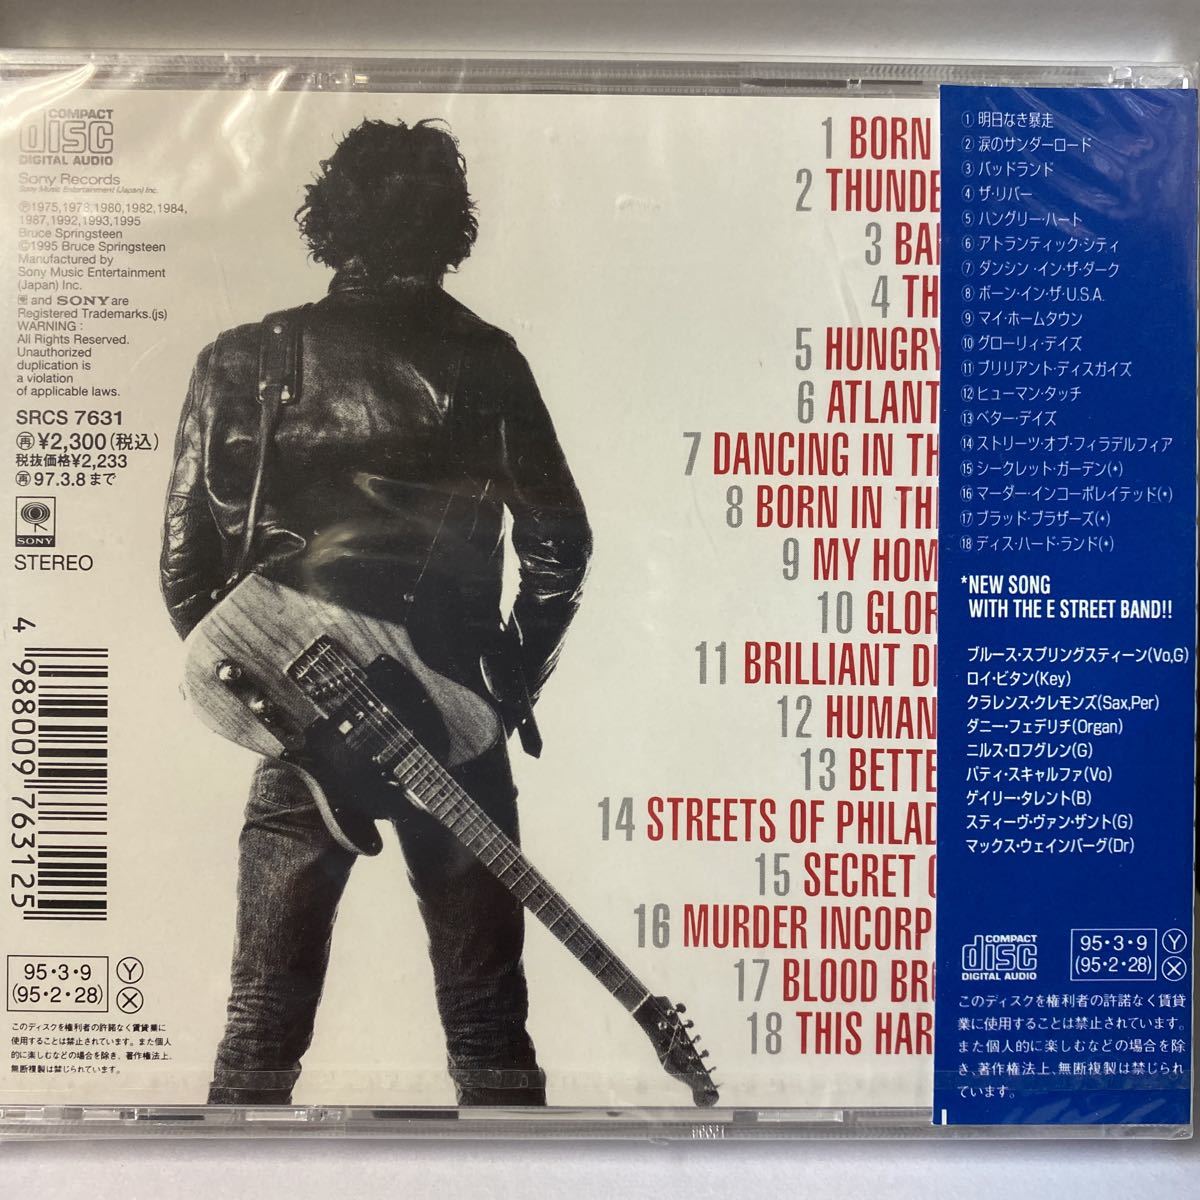 COMPACT
disc
DIGITAL AUDIO
Sony Records
Sony Music Entertainment (Japan) Inc.
℗1975,1978,1980,1982,1984,
1987,1992,1993,1995
Bruce Springsteen
©1995 Bruce Springsteen
Manufactured by
Sony Music Entertainment
(Japan) Inc.
and SONY are
Registered Trademarks.(js)
WARNING :
All Rights Reserved.
Unauthorized
duplication is
a violation
of applicable laws.
SRCS 7631
再¥2,300(税込)
税抜価格¥2,233
再97.3.8まで
SONY
STEREO
4 988009 763125
95・3・9
(95・2・28)
Y
X
このディスクを権利者の許諾なく賃貸業に
使用することは禁止されています。また個人
的に楽しむなどの場合を除き、著作権法上、
無断複製は禁じられています。
1 BORN
2 THUNDE
3 BA
4 TH
5 HUNGRY
6 ATLANT
7 DANCING IN TH
8 BORN IN TH
9 MY HOM
10 GLOR
11 BRILLIANT D
12 HUMAN
13 BETTE
14 STREETS OF PHILAD
15 SECRET
16 MURDER INCORP
17 BLOOD BRO
18 THIS HAR
① 明日なき暴走
② 涙のサンダーロード
③ バッドランド
④ ザ・リバー
⑤ ハングリー・ハート
⑥ アトランティック・シティ
⑦ ダンシン・イン・ザ・ダーク
⑧ ボーン・イン・ザ・U.S.A.
⑨ マイ・ホームタウン
⑩ グローリィ・デイズ
⑪ ブリリアント・ディスガイズ
⑫ ヒューマン・タッチ
⑬ ベター・デイズ
⑭ ストリーツ・オブ・フィラデルフィア
⑮ シークレット・ガーデン(*)
⑯ マーダー・インコーポレイテッド(*)
⑰ ブラッド・ブラザーズ(*)
⑱ ディス・ハード・ランド(*)
*NEW SONG
WITH THE E STREET BAND!!
ブルース・スプリングスティーン(Vo,G)
ロイ・ビタン(Key)
クラレンス・クレモンズ(Sax,Per)
ダニー・フェデリチ(Organ)
ニルス・ロフグレン(G)
パティ・スキャルファ(Vo)
ゲイリー・タレント(B)
スティーヴ・ヴァン・ザント(G)
マックス・ウェインバーグ(Dr)
COMPACT
disc
DIGITAL AUDIO
95・3・9
(95・2・28)
Y
X
このディスクを権利者の許諾なく賃貸
業に使用することは禁止されています。
また個人的に楽しむなどの場合を除
き、著作権法上、無断複製は禁じられ
ています。